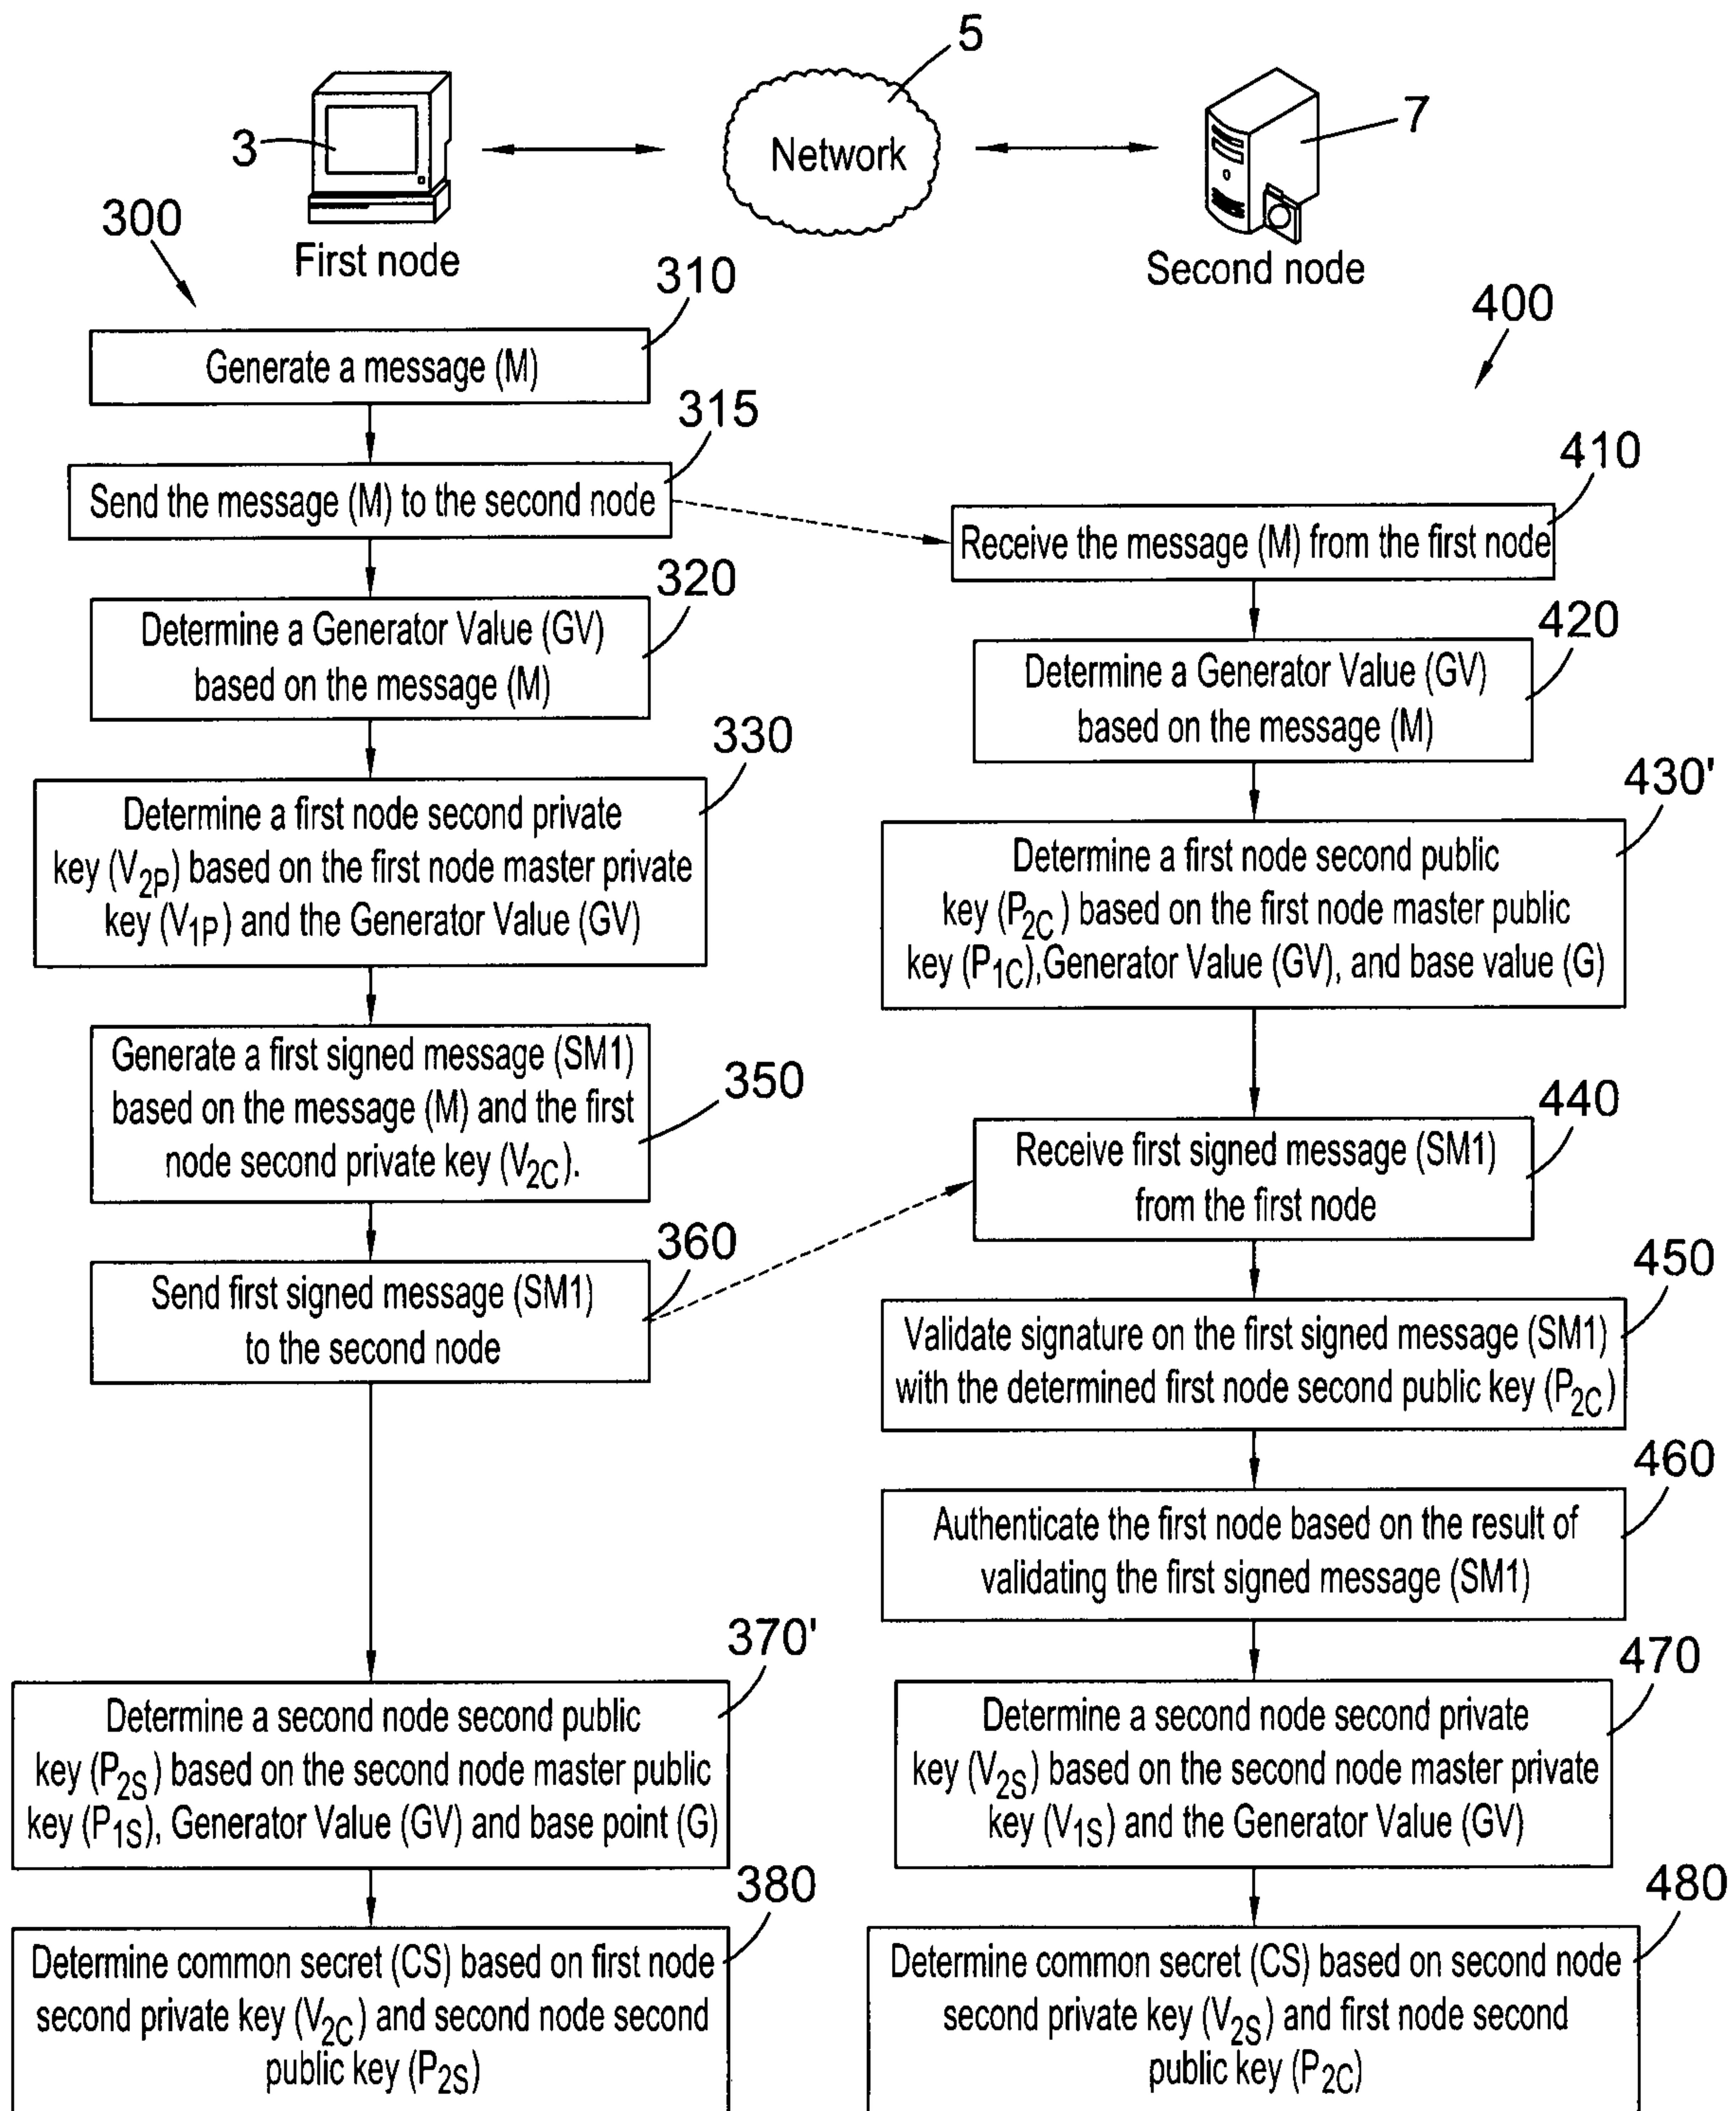 5
3
Network
7
First node
Second node
300
310
Generate a message (M)
315
Send the message (M) to the second node
320
Determine a Generator Value (GV)
based on the message (M)
330
Determine a first node second private
key (V2P) based on the first node master private
key (V1P) and the Generator Value (GV)
350
Generate a first signed message (SM1)
based on the message (M) and the first
node second private key (V2C).
360
Send first signed message (SM1)
to the second node
370'
Determine a second node second public
key (P2S) based on the second node master public
key (P1S), Generator Value (GV) and base point (G)
380
Determine common secret (CS) based on first node
second private key (V2C) and second node second
public key (P2S)
400
410
Receive the message (M) from the first node
420
Determine a Generator Value (GV)
based on the message (M)
430'
Determine a first node second public
key (P2C) based on the first node master public
key (P1C),Generator Value (GV), and base value (G)
440
Receive first signed message (SM1)
from the first node
450
Validate signature on the first signed message (SM1)
with the determined first node second public key (P2C)
460
Authenticate the first node based on the result of
validating the first signed message (SM1)
470
Determine a second node second private
key (V2S) based on the second node master private
key (V1S) and the Generator Value (GV)
480
Determine common secret (CS) based on second node
second private key (V2S) and first node second
public key (P2C)